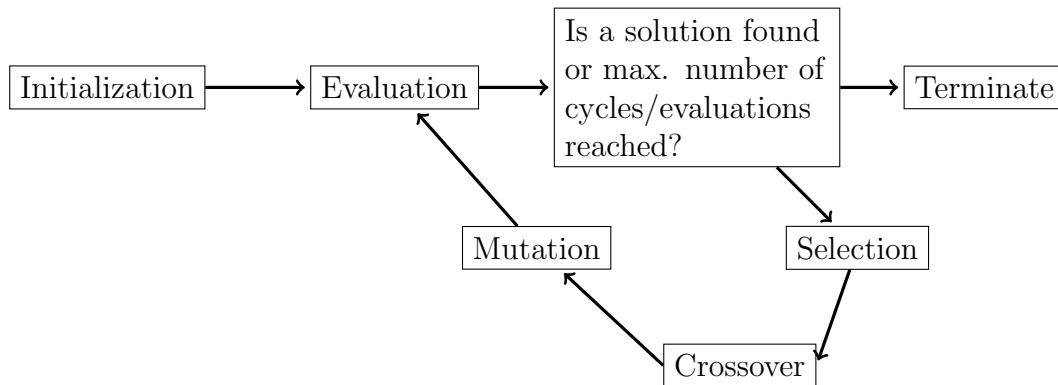 Initialization
Evaluation
Is a solution found
or max. number of
cycles/evaluations
reached?
Terminate
Mutation
Selection
Crossover